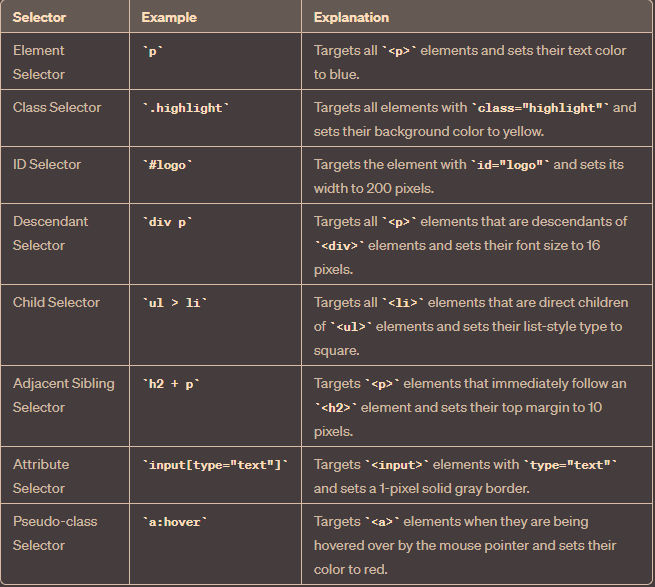 Selector Example Explanation
Element `p` Targets all `<p>` elements and sets their text color
Selector to blue.
Class Selector `.highlight` Targets all elements with `class="highlight"` and
sets their background color to yellow.
ID Selector `#logo` Targets the element with `id="logo"` and sets its
width to 200 pixels.
Descendant `div p` Targets all `<p>` elements that are descendants of
Selector `<div>` elements and sets their font size to 16
pixels.
Child Selector `ul > li` Targets all `<li>` elements that are direct children
of `<ul>` elements and sets their list-style type to
square.
Adjacent Sibling `h2 + p` Targets `<p>` elements that immediately follow an
Selector `<h2>` element and sets their top margin to 10
pixels.
Attribute `input[type="text"]` Targets `<input>` elements with `type="text"`
Selector and sets a 1-pixel solid gray border.
Pseudo-class `a:hover` Targets `<a>` elements when they are being
Selector hovered over by the mouse pointer and sets their
color to red.